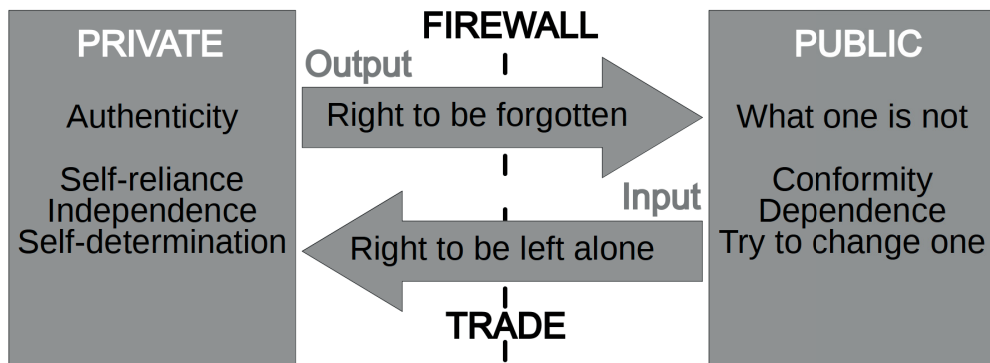 PRIVATE
Authenticity
Self-reliance
Independence
Self-determination
FIREWALL
Output
Right to be forgotten
Input
Right to be left alone
TRADE
PUBLIC
What one is not
Conformity
Dependence
Try to change one